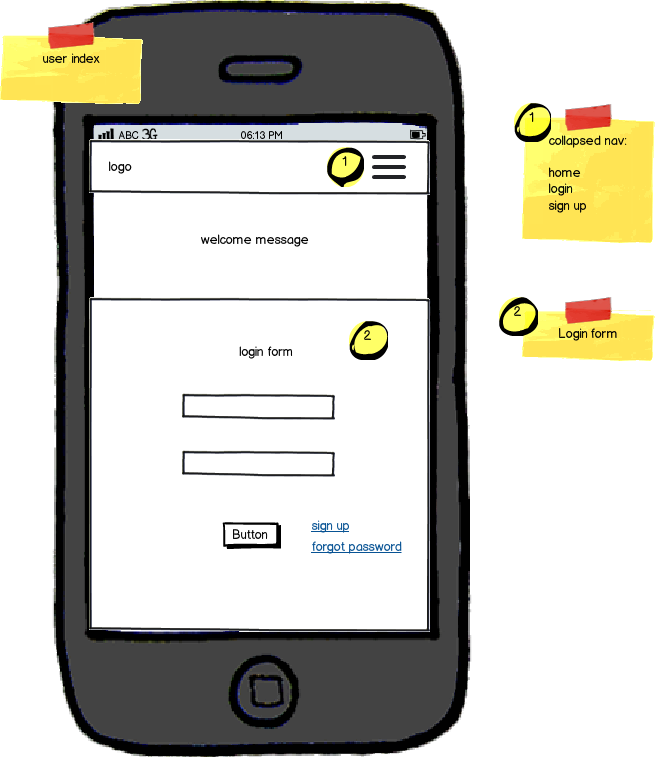 user index
ABC 3G 06:13 PM
logo
1
welcome message
2
login form
Button
sign up
forgot password
1
collapsed nav:
home
login
sign up
2
Login form